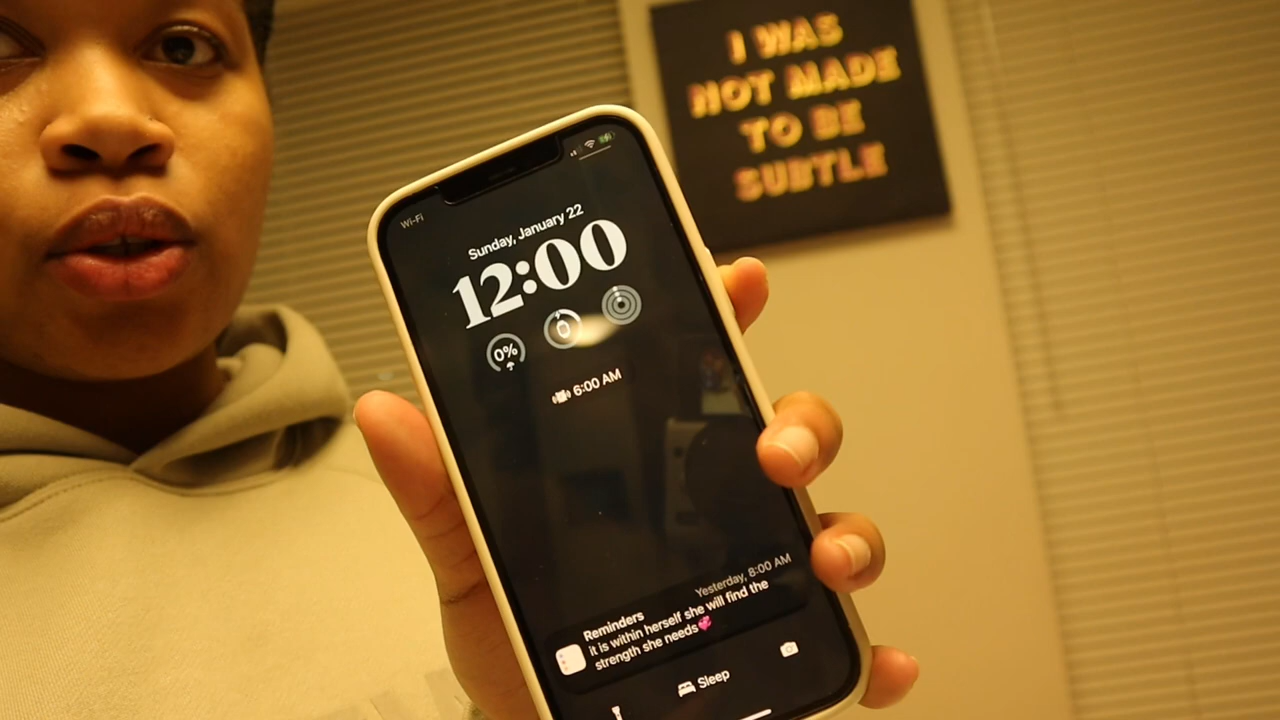 I WAS
NOT MADE
TO BE
SUBTLE
Wi-Fi
Sunday, January 22
12:00
0%
6:00 AM
Yesterday, 8:00 AM
Reminders
it is within herself she will find the
strength she needs💞
Sleep